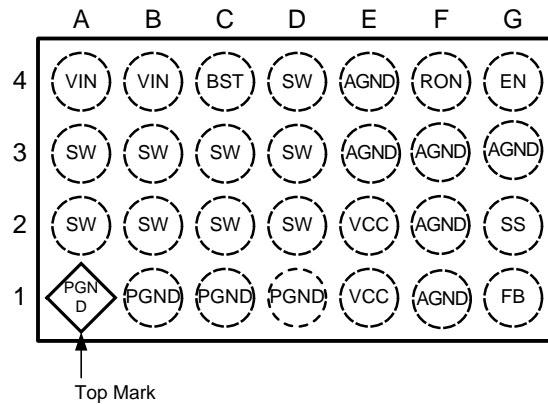 A B C D E F G
4 VIN VIN BST SW AGND RON EN
3 SW SW SW SW AGND AGND AGND
2 SW SW SW SW VCC AGND SS
1 PGN D PGND PGND PGND VCC AGND FB
Top Mark